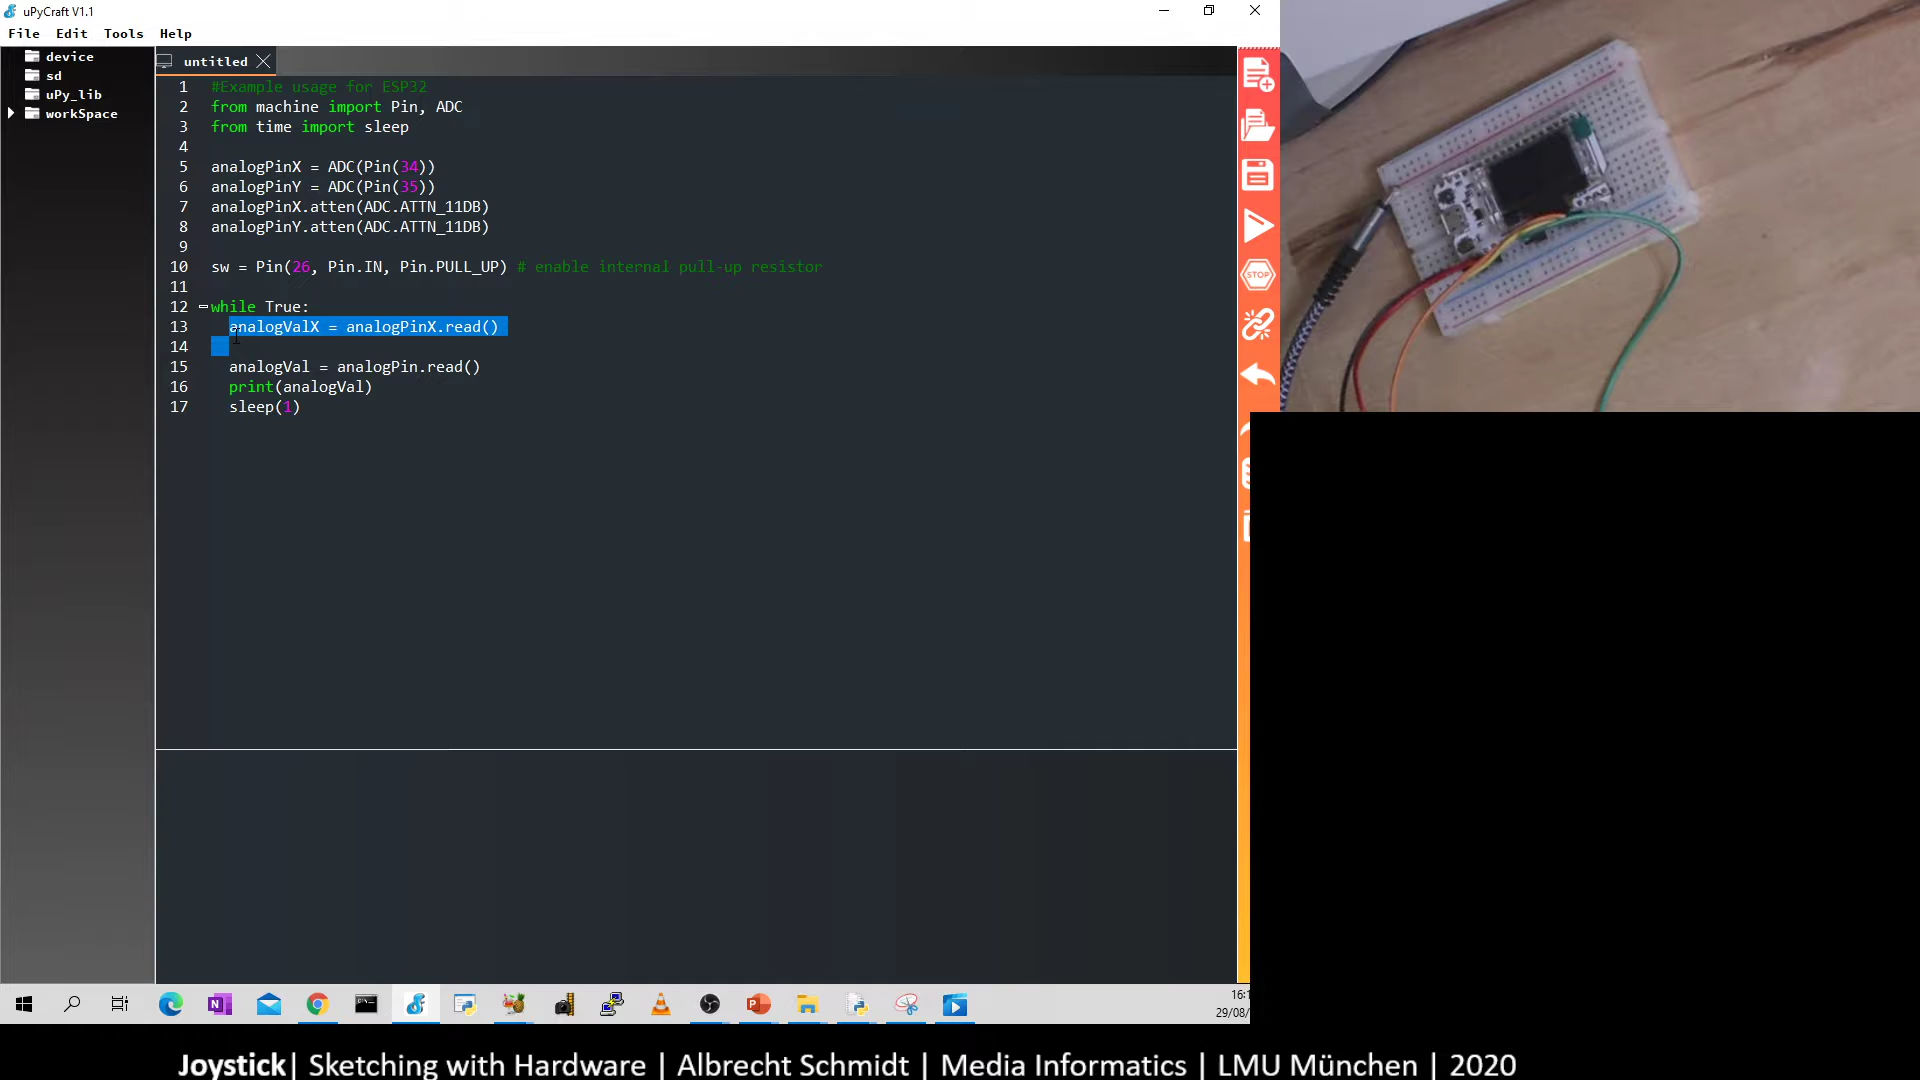 uPyCraft V1.1
File Edit Tools Help
device
sd
uPy_lib
workSpace
untitled
1 #Example usage for ESP32
2 from machine import Pin, ADC
3 from time import sleep
4
5 analogPinX = ADC(Pin(34))
6 analogPinY = ADC(Pin(35))
7 analogPinX.atten(ADC.ATTN_11DB)
8 analogPinY.atten(ADC.ATTN_11DB)
9
10 sw = Pin(26, Pin.IN, Pin.PULL_UP) # enable internal pull-up resistor
11
12 while True:
13 analogValX = analogPinX.read()
14
15 analogVal = analogPin.read()
16 print(analogVal)
17 sleep(1)
STOP
16:1
29/08/
Joystick| Sketching with Hardware | Albrecht Schmidt | Media Informatics | LMU München | 2020